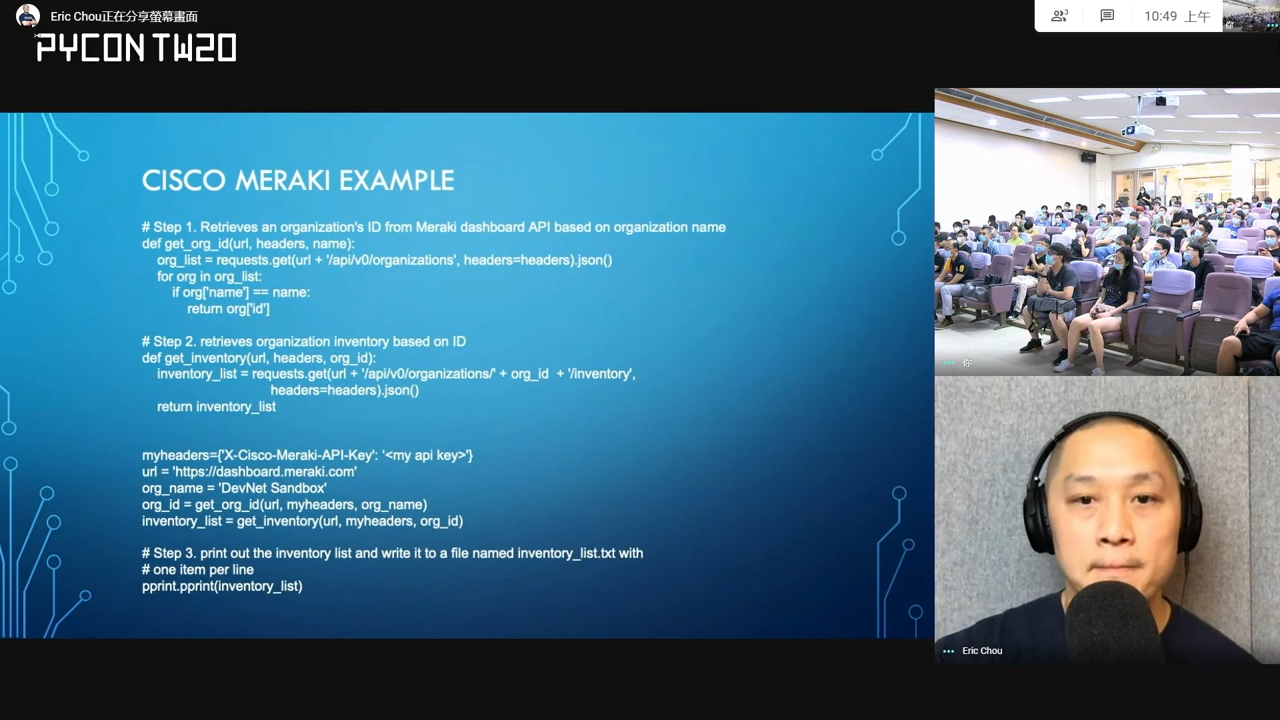 Eric Chou正在分享螢幕畫面
PYCON TW20
3
10:49 上午
你
CISCO MERAKI EXAMPLE
# Step 1. Retrieves an organization's ID from Meraki dashboard API based on organization name
def get_org_id(url, headers, name):
org_list = requests.get(url + '/api/v0/organizations', headers=headers).json()
for org in org_list:
if org['name'] == name:
return org['id']
# Step 2. retrieves organization inventory based on ID
def get_inventory(url, headers, org_id):
inventory_list = requests.get(url + '/api/v0/organizations/' + org_id  + '/inventory',
headers=headers).json()
return inventory_list
myheaders={'X-Cisco-Meraki-API-Key': '<my api key>'}
url = 'https://dashboard.meraki.com'
org_name = 'DevNet Sandbox'
org_id = get_org_id(url, myheaders, org_name)
inventory_list = get_inventory(url, myheaders, org_id)
# Step 3. print out the inventory list and write it to a file named inventory_list.txt with
# one item per line
pprint.pprint(inventory_list)
你
Eric Chou